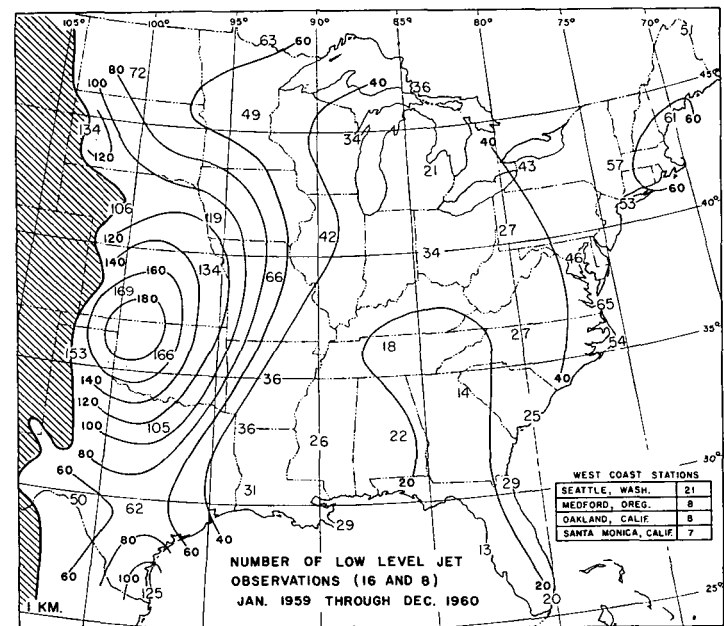 105° 100° 95° 90° 85° 80° 75° 70°
63 60 51
80 72
100 40 36 45°
49 61 60
134 34 40
120 21 43 57
60
106 53
119 40°
120 42 27
140 34 46
160 134 66
169
180 65
35°
18 27 54
153 166
140 36 40
120 14
100 105 36 25
22 30°
80 26
60 20 29
50 31
62 29
80 60 40 13
60 100 20
125 20 25°
WEST COAST STATIONS
SEATTLE, WASH. 21
MEDFORD, OREG. 8
OAKLAND, CALIF. 8
SANTA MONICA, CALIF. 7
NUMBER OF LOW LEVEL JET
OBSERVATIONS (16 AND 8)
JAN. 1959 THROUGH DEC. 1960
1 KM.